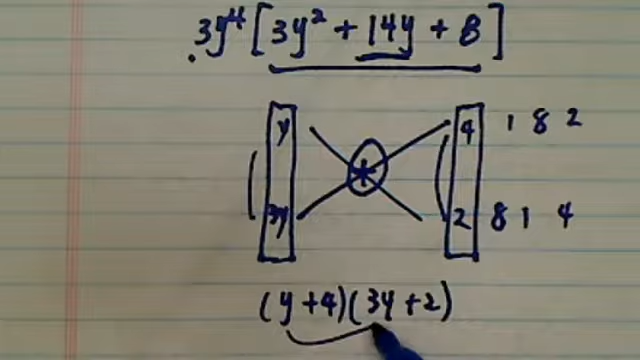 3y⁴[3y² + 14y + 8]
y * 4 1 8 2
3y 2 8 1 4
(y+4)(3y+2)